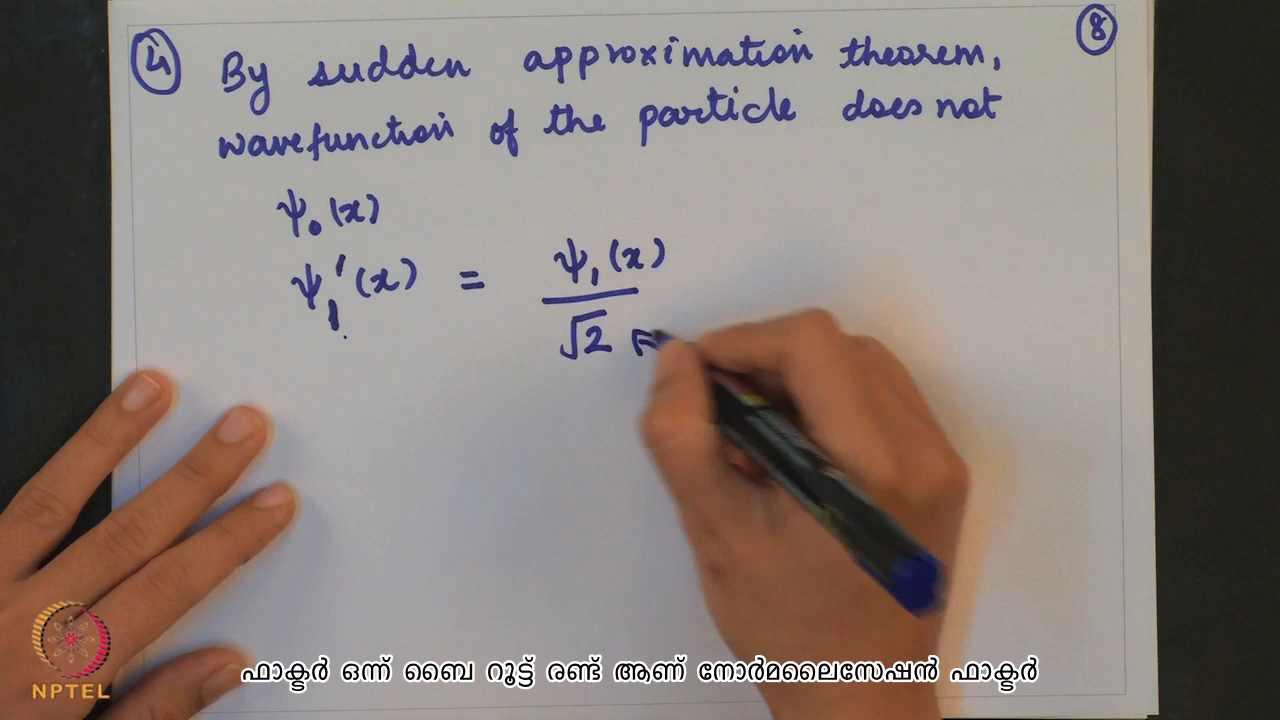 ④ By sudden approximation theorem, ⑧
wavefunction of the particle does not
ψ₀(x)
ψ₁'(x) = ψ₁(x) / √2
NPTEL
ഫാക്ടർ ഒന്ന് ബൈ റൂട്ട് രണ്ട് ആണ് നോർമലൈസേഷൻ ഫാക്ടർ